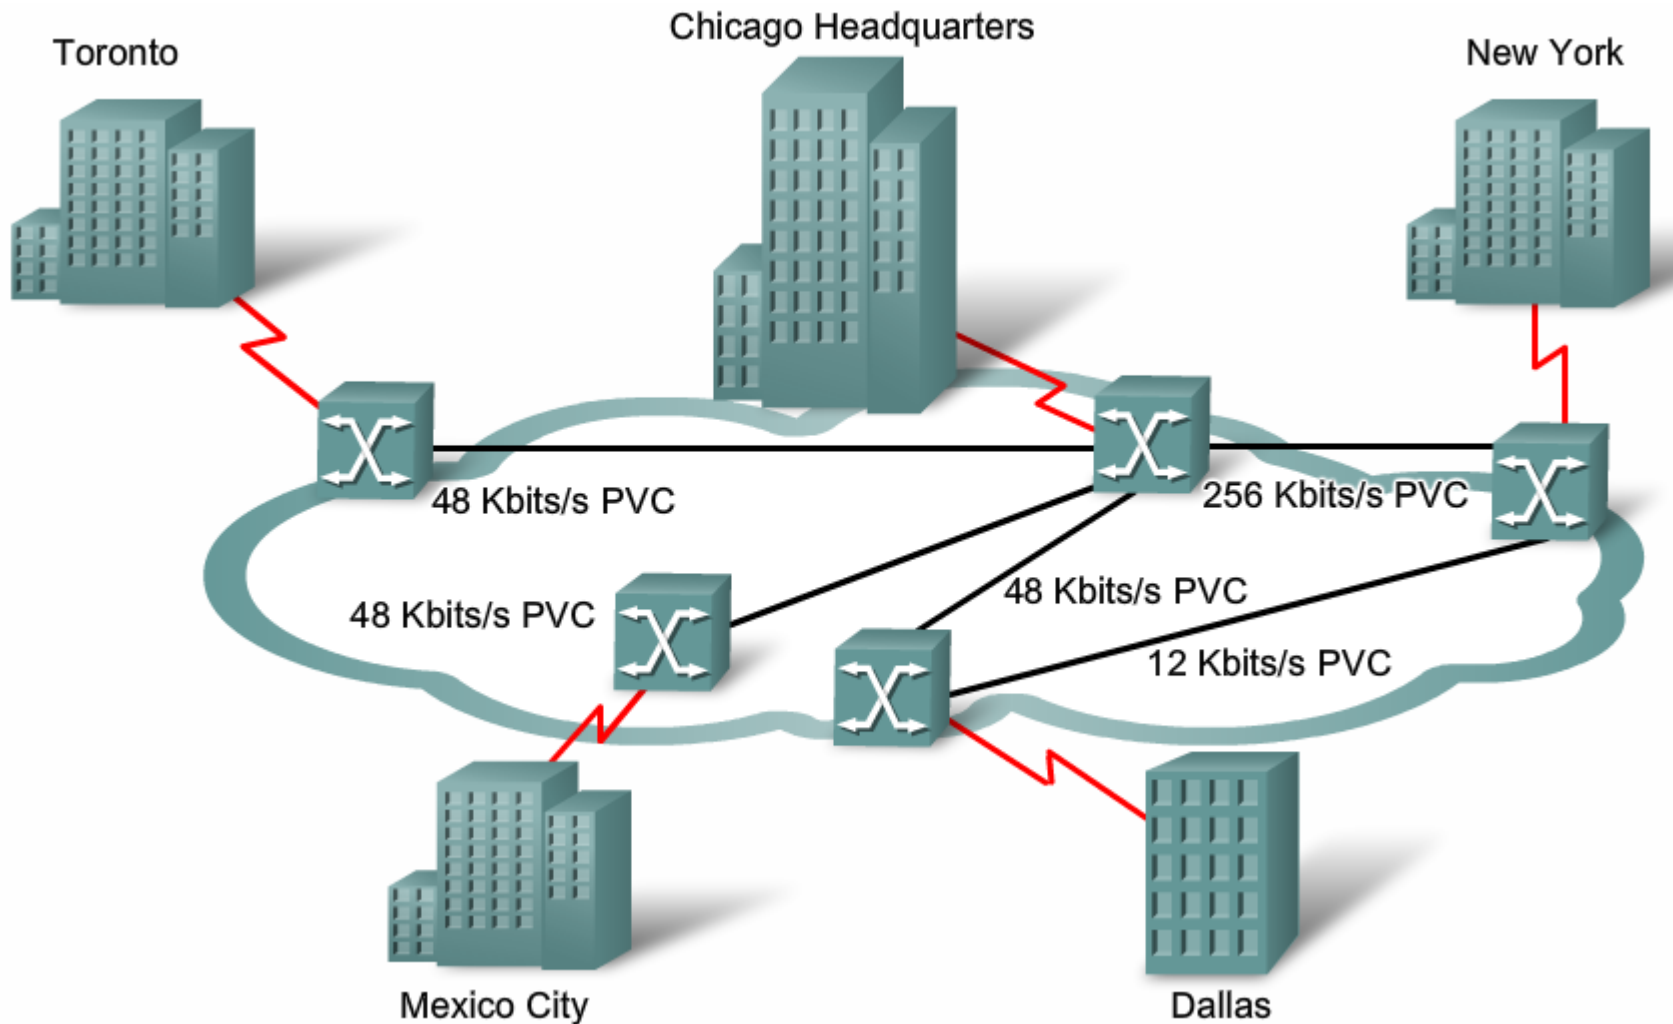 Chicago Headquarters
Toronto
New York
48 Kbits/s PVC
256 Kbits/s PVC
48 Kbits/s PVC
48 Kbits/s PVC
12 Kbits/s PVC
Mexico City
Dallas